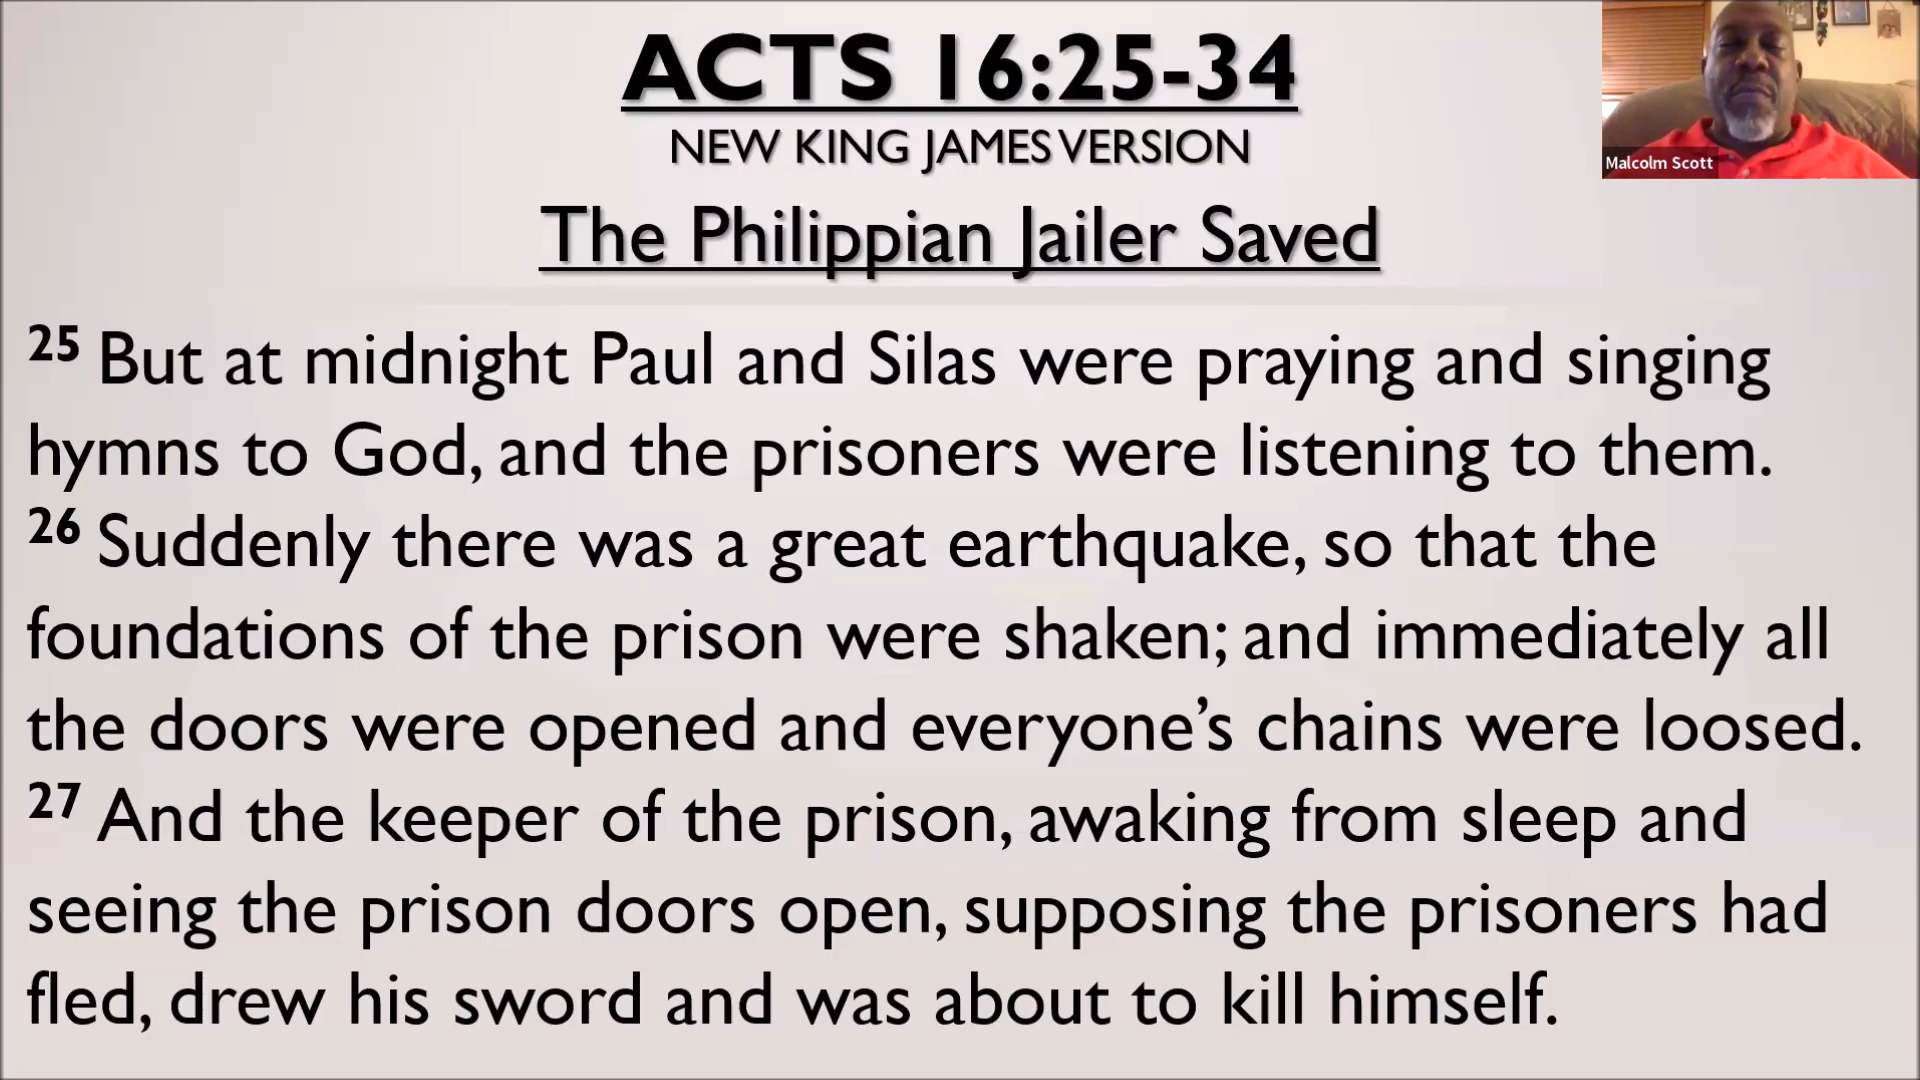 ACTS 16:25-34
NEW KING JAMES VERSION
Malcolm Scott
The Philippian Jailer Saved
25 But at midnight Paul and Silas were praying and singing
hymns to God, and the prisoners were listening to them.
26 Suddenly there was a great earthquake, so that the
foundations of the prison were shaken; and immediately all
the doors were opened and everyone’s chains were loosed.
27 And the keeper of the prison, awaking from sleep and
seeing the prison doors open, supposing the prisoners had
fled, drew his sword and was about to kill himself.